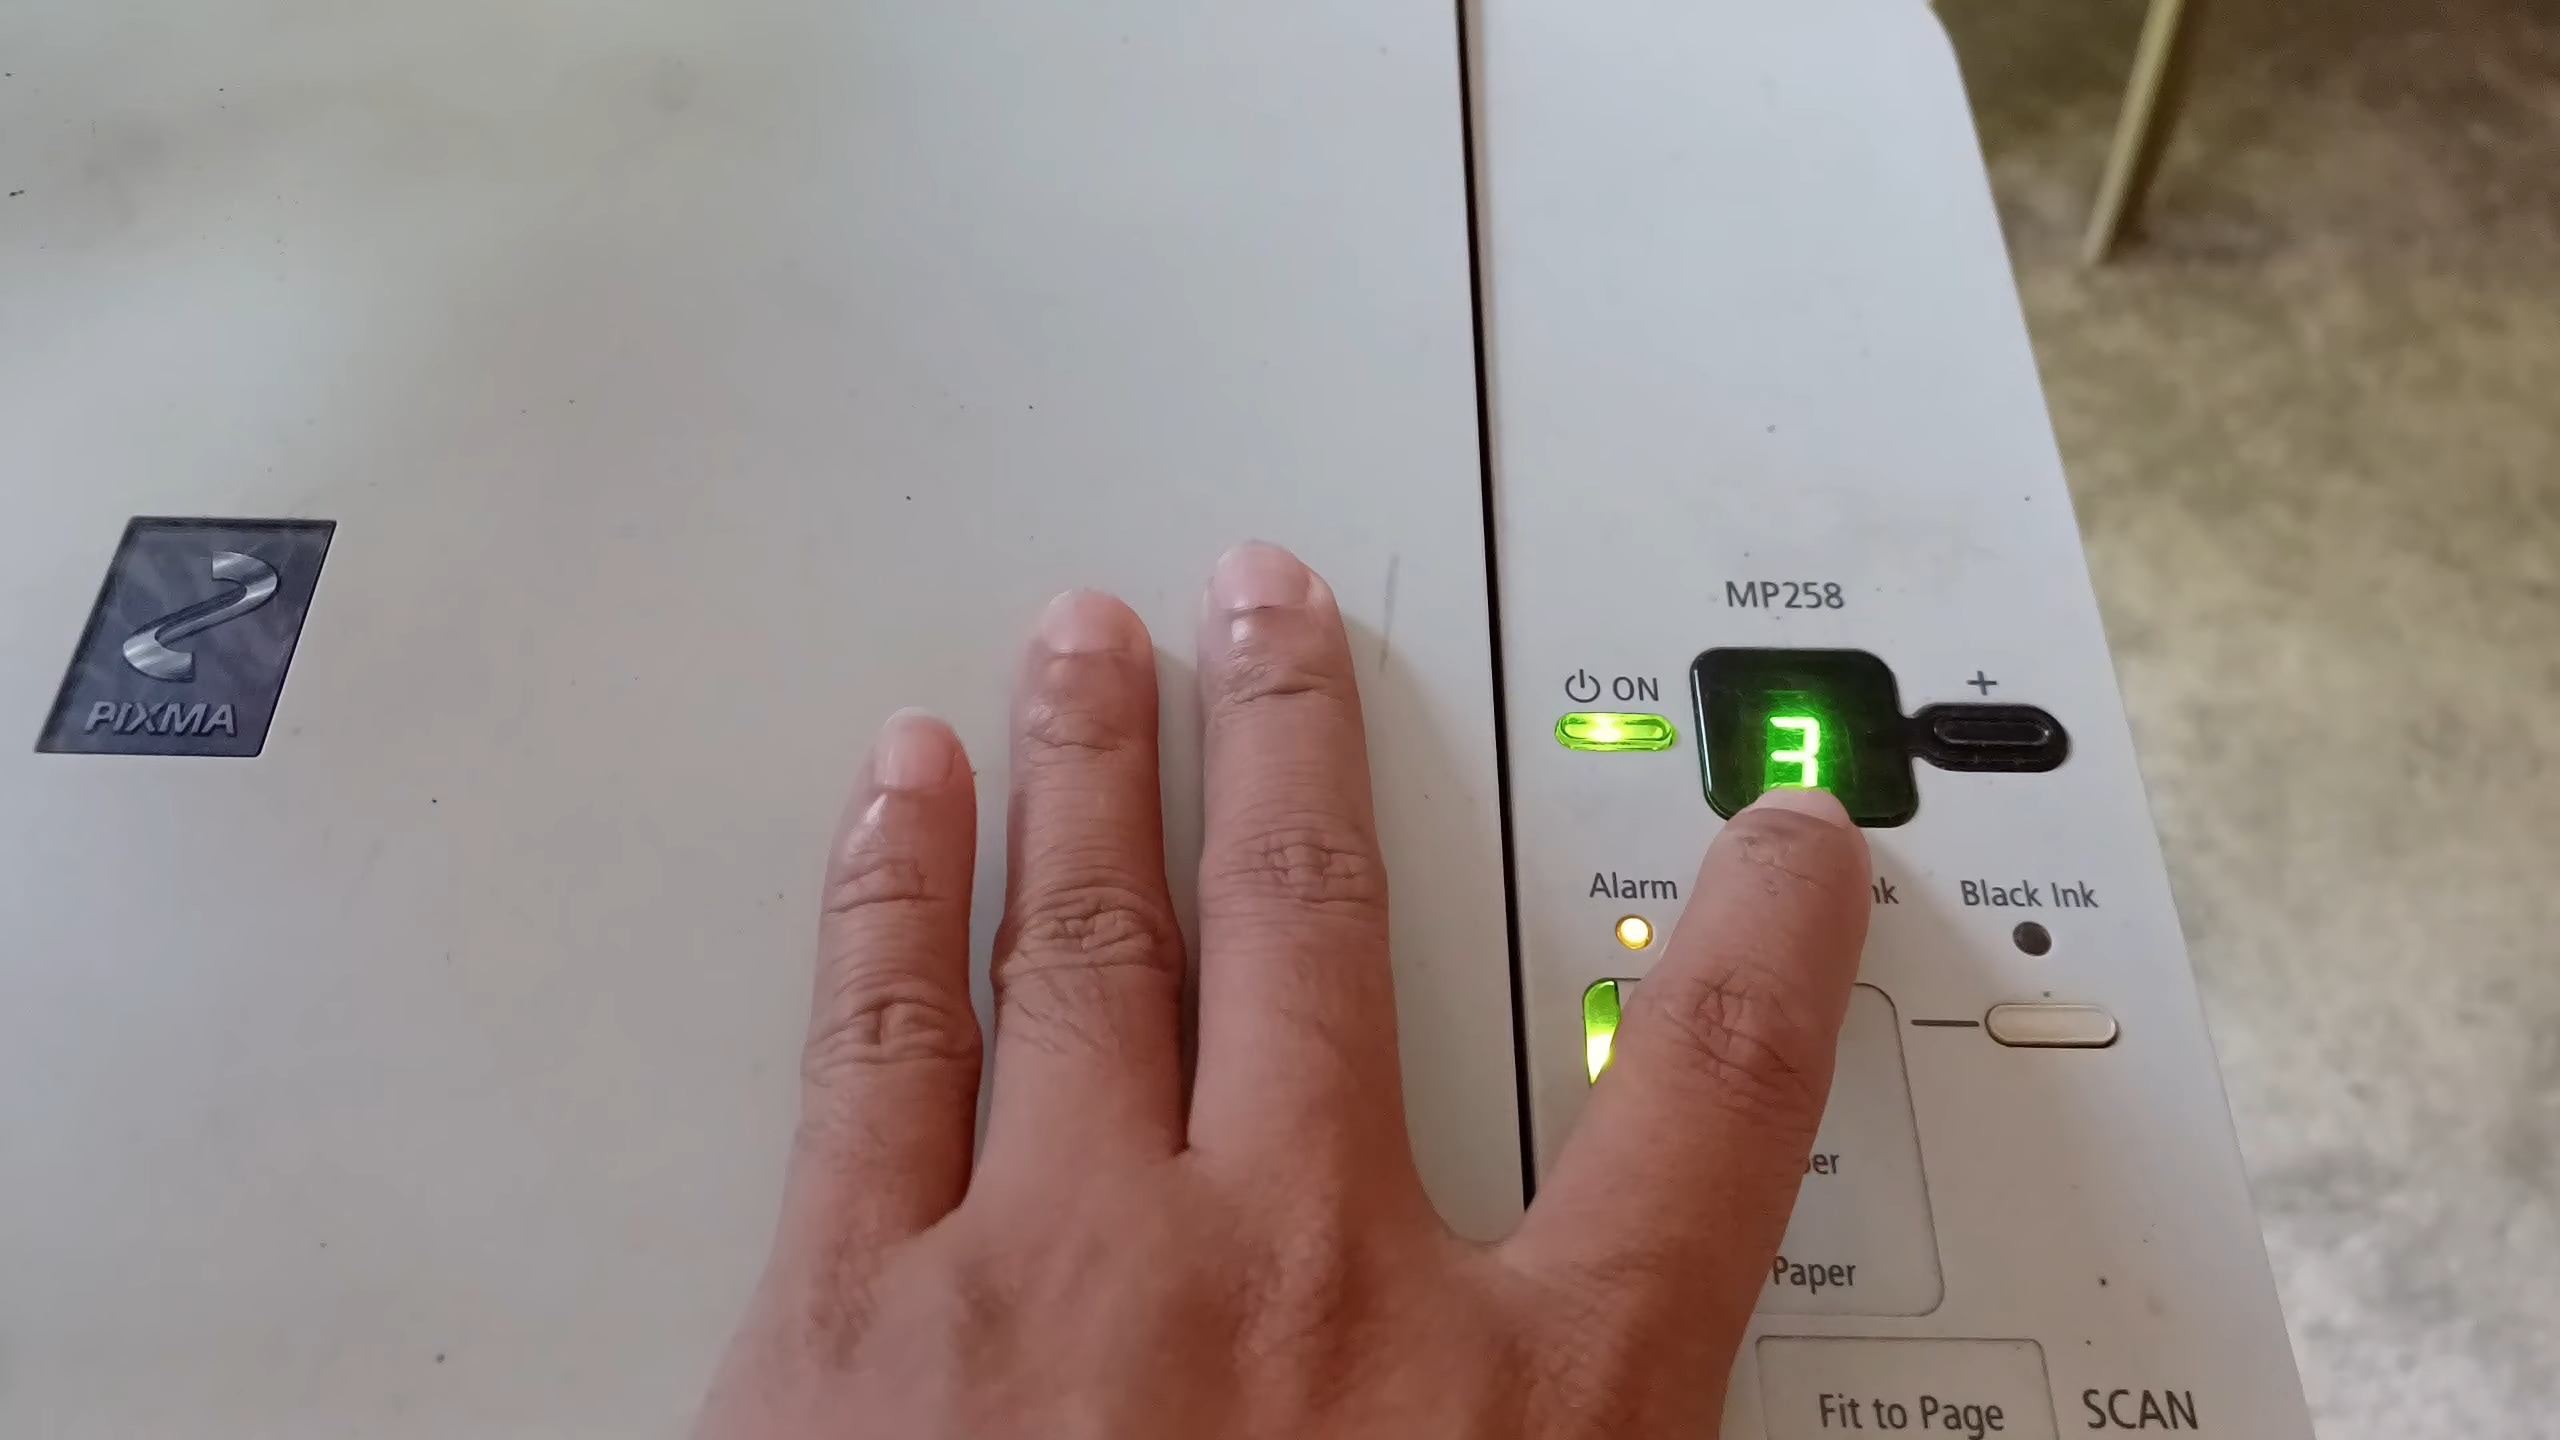 MP258
ON
3
+
PIXMA
Alarm
Black Ink
Paper
Fit to Page
SCAN